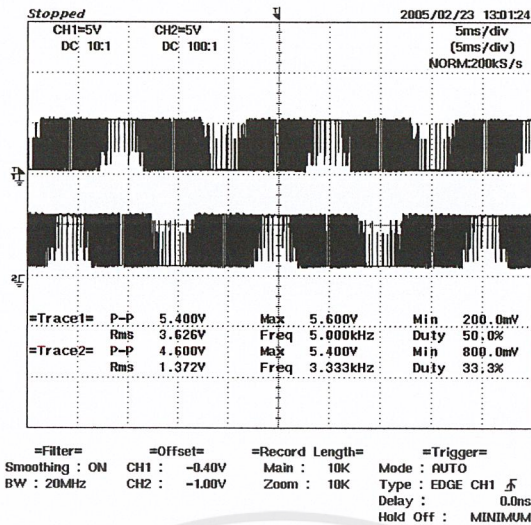 Stopped 2005/02/23 13:01:24
CH1=5V CH2=5V 5ms/div
DC 10:1 DC 100:1 (5ms/div)
NORM:200kS/s
=Trace1= P-P 5.400V Max 5.600V Min 200.0mV
Rms 3.626V Freq 5.000kHz Duty 50.0%
=Trace2= P-P 4.600V Max 5.400V Min 800.0mV
Rms 1.372V Freq 3.333kHz Duty 33.3%
=Filter= =Offset= =Record Length= =Trigger=
Smoothing : ON CH1 : -0.40V Main : 10K Mode : AUTO
BW : 20MHz CH2 : -1.00V Zoom : 10K Type : EDGE CH1
Delay : 0.0ns
Hold Off : MINIMUM